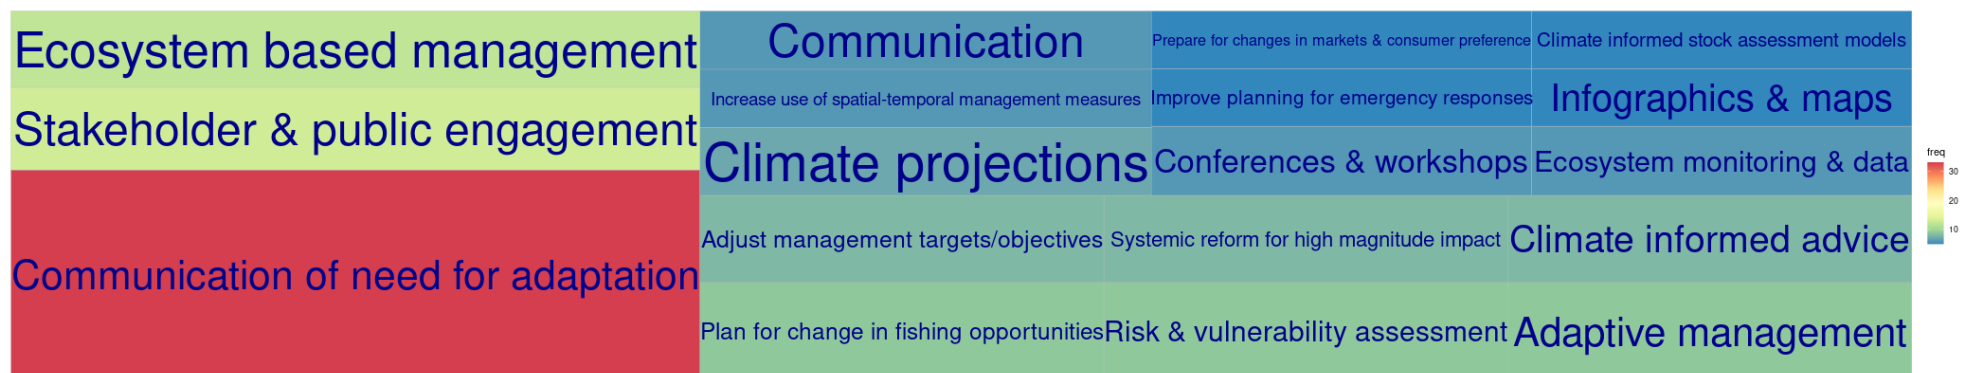 Ecosystem based management
Stakeholder & public engagement
Communication of need for adaptation
Communication
Prepare for changes in markets & consumer preference
Climate informed stock assessment models
Increase use of spatial-temporal management measures
Improve planning for emergency responses
Infographics & maps
Climate projections
Conferences & workshops
Ecosystem monitoring & data
Adjust management targets/objectives
Systemic reform for high magnitude impact
Climate informed advice
Plan for change in fishing opportunities
Risk & vulnerability assessment
Adaptive management
freq
30
20
10